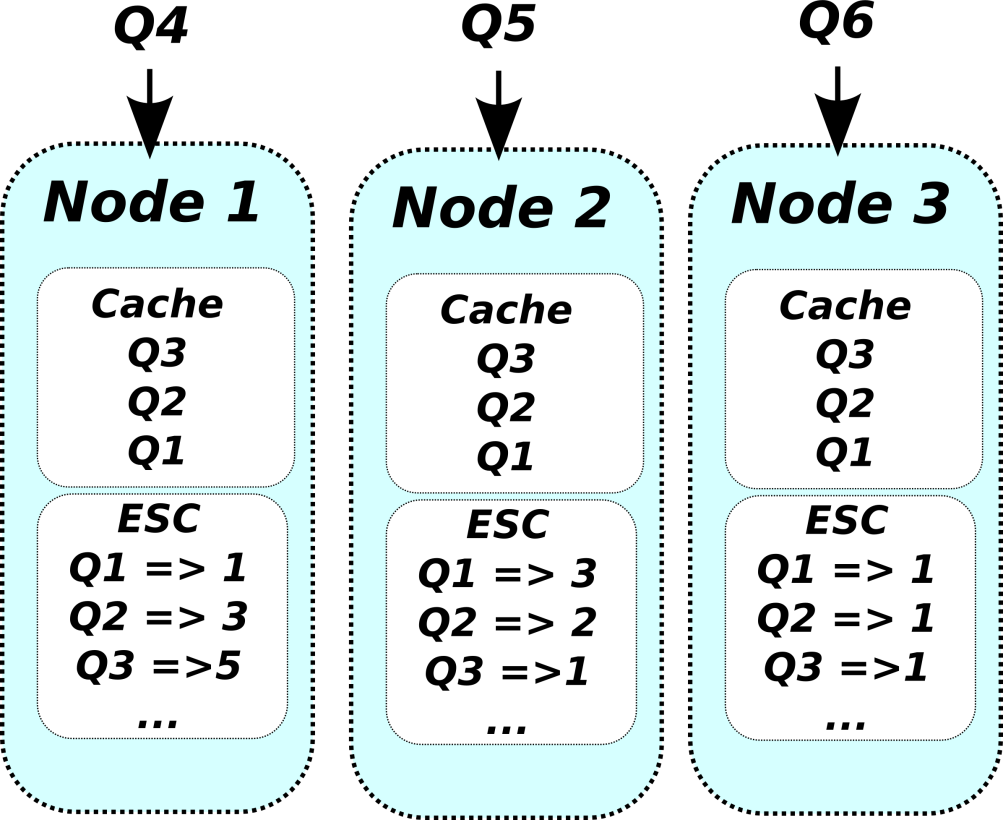 Q4
Q5
Q6
Node 1
Cache
Q3
Q2
Q1
ESC
Q1 => 1
Q2 => 3
Q3 =>5
...
Node 2
Cache
Q3
Q2
Q1
ESC
Q1 => 3
Q2 => 2
Q3 =>1
...
Node 3
Cache
Q3
Q2
Q1
ESC
Q1 => 1
Q2 => 1
Q3 =>1
...